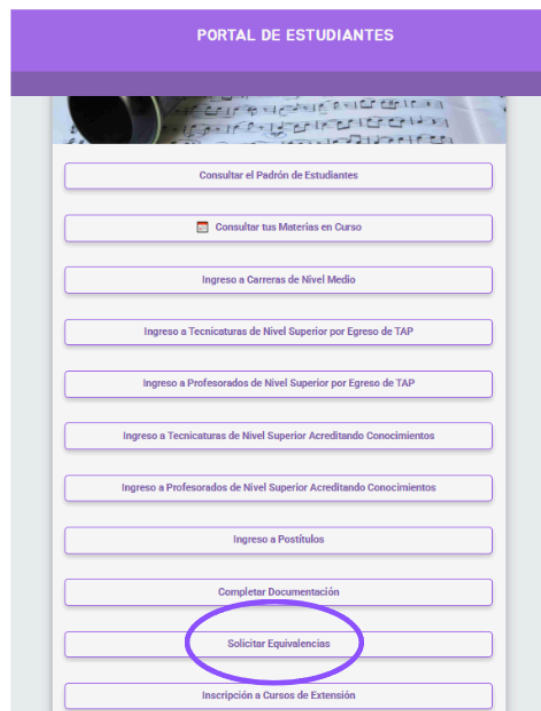 PORTAL DE ESTUDIANTES
Consultar el Padrón de Estudiantes
Consultar tus Materias en Curso
Ingreso a Carreras de Nivel Medio
Ingreso a Tecnicaturas de Nivel Superior por Egreso de TAP
Ingreso a Profesorados de Nivel Superior por Egreso de TAP
Ingreso a Tecnicaturas de Nivel Superior Acreditando Conocimientos
Ingreso a Profesorados de Nivel Superior Acreditando Conocimientos
Ingreso a Postítulos
Completar Documentación
Solicitar Equivalencias
Inscripción a Cursos de Extensión